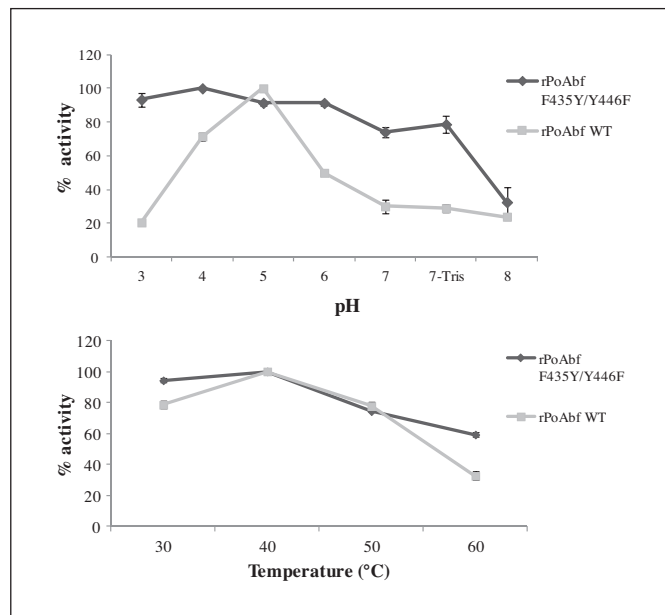 120
100
80
60
40
20
0
% activity
3 4 5 6 7 7-Tris 8
pH
rPoAbf
F435Y/Y446F
rPoAbf WT
120
100
80
60
40
20
0
% activity
30 40 50 60
Temperature (°C)
rPoAbf
F435Y/Y446F
rPoAbf WT